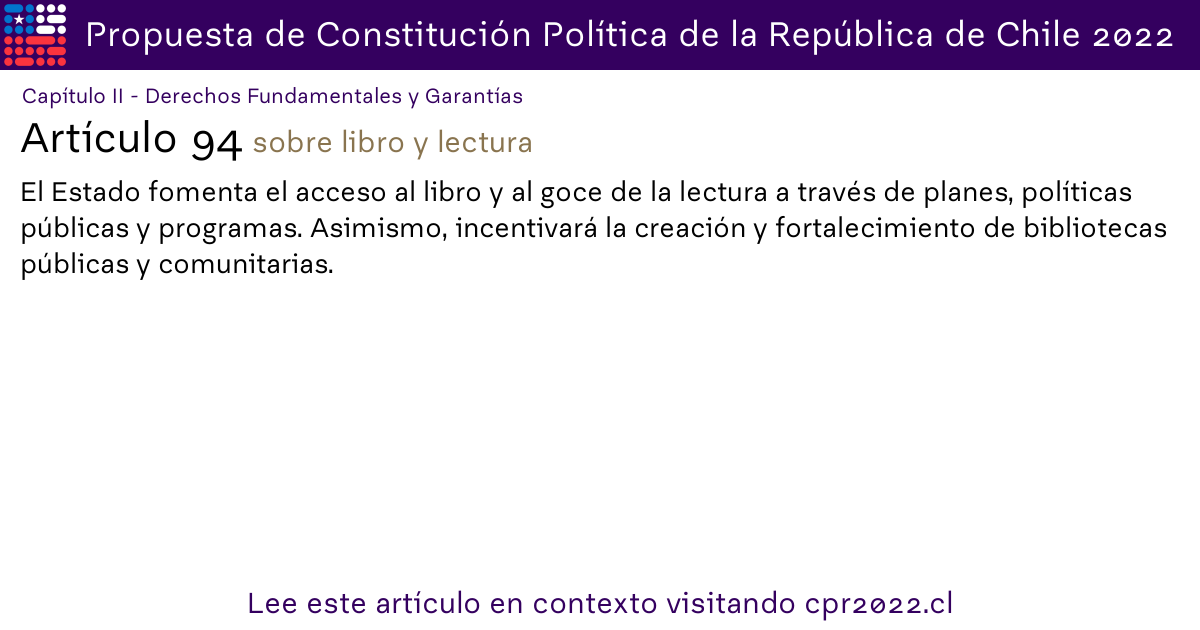 Propuesta de Constitución Política de la República de Chile 2022
Capítulo II - Derechos Fundamentales y Garantías
Artículo 94 sobre libro y lectura
El Estado fomenta el acceso al libro y al goce de la lectura a través de planes, políticas
públicas y programas. Asimismo, incentivará la creación y fortalecimiento de bibliotecas
públicas y comunitarias.
Lee este artículo en contexto visitando cpr2022.cl